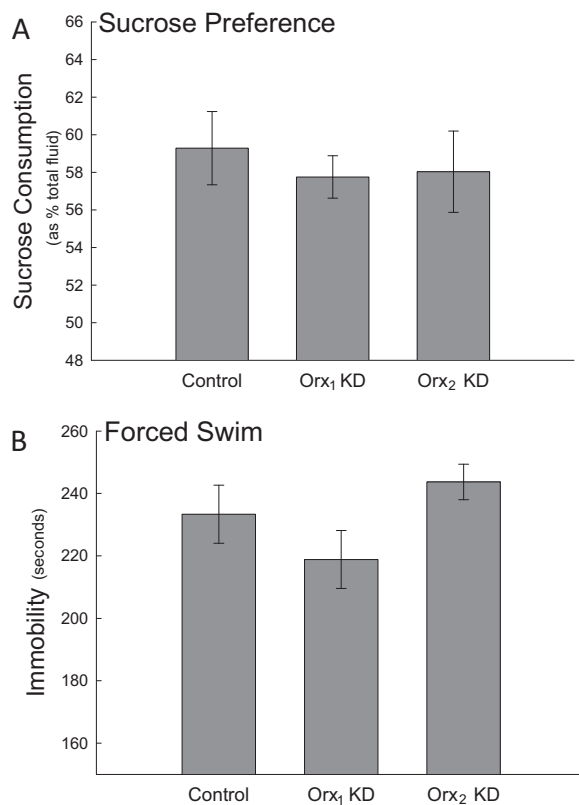 A Sucrose Preference
Sucrose Consumption
(as % total fluid)
66
64
62
60
58
56
54
52
50
48
Control Orx₁ KD Orx₂ KD
B Forced Swim
Immobility (seconds)
260
240
220
200
180
160
Control Orx₁ KD Orx₂ KD